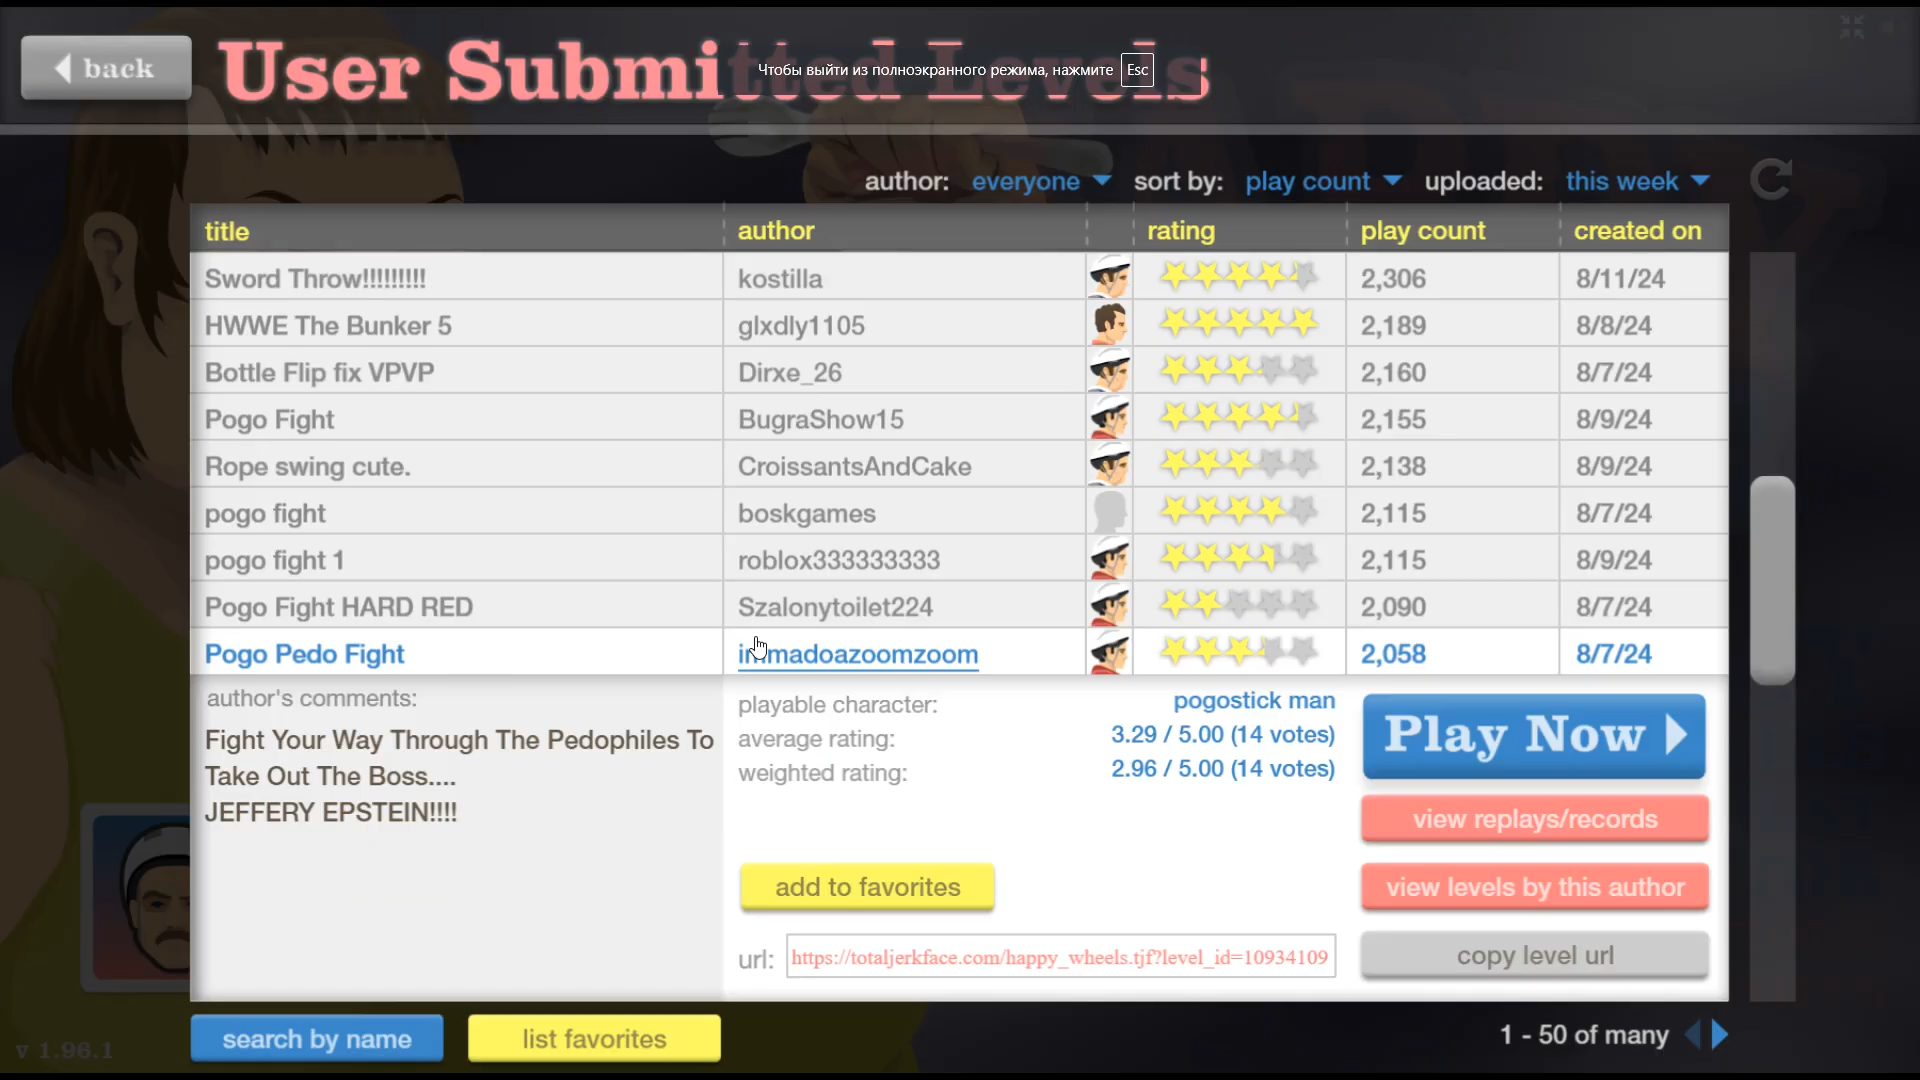 back
User Submitted Levels
Чтобы выйти из полноэкранного режима, нажмите Esc
author: everyone sort by: play count uploaded: this week
title author rating play count created on
Sword Throw!!!!!!!!! kostilla 2,306 8/11/24
HWWE The Bunker 5 glxdly1105 2,189 8/8/24
Bottle Flip fix VPVP Dirxe_26 2,160 8/7/24
Pogo Fight BugraShow15 2,155 8/9/24
Rope swing cute. CroissantsAndCake 2,138 8/9/24
pogo fight boskgames 2,115 8/7/24
pogo fight 1 roblox333333333 2,115 8/9/24
Pogo Fight HARD RED Szalonytoilet224 2,090 8/7/24
Pogo Pedo Fight 2,058 8/7/24
author's comments:
Fight Your Way Through The Pedophiles To
Take Out The Boss....
JEFFERY EPSTEIN!!!!
playable character: pogostick man
average rating: 3.29 / 5.00 (14 votes)
weighted rating: 2.96 / 5.00 (14 votes)
Play Now
view replays/records
add to favorites
view levels by this author
url: https://totaljerkface.com/happy_wheels.tjf?level_id=10934109
copy level url
search by name
list favorites
1 - 50 of many
v 1.96.1